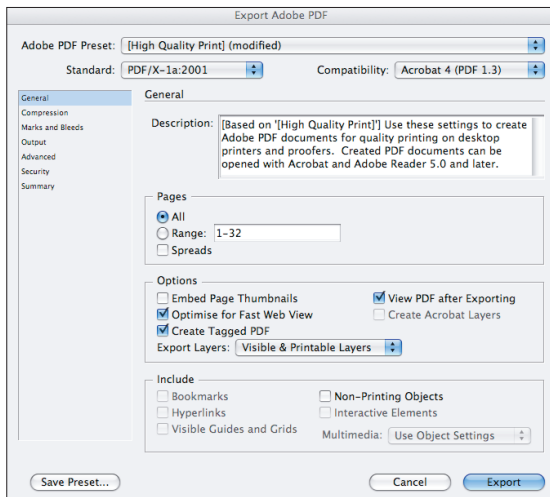 Export Adobe PDF
Adobe PDF Preset: [High Quality Print] (modified)
Standard: PDF/X-1a:2001 Compatibility: Acrobat 4 (PDF 1.3)
General
Compression
Marks and Bleeds
Output
Advanced
Security
Summary
General
Description: [Based on '[High Quality Print]'] Use these settings to create
Adobe PDF documents for quality printing on desktop
printers and proofers. Created PDF documents can be
opened with Acrobat and Adobe Reader 5.0 and later.
Pages
All
Range: 1-32
Spreads
Options
Embed Page Thumbnails View PDF after Exporting
Optimise for Fast Web View Create Acrobat Layers
Create Tagged PDF
Export Layers: Visible & Printable Layers
Include
Bookmarks Non-Printing Objects
Hyperlinks Interactive Elements
Visible Guides and Grids Multimedia: Use Object Settings
Save Preset... Cancel Export